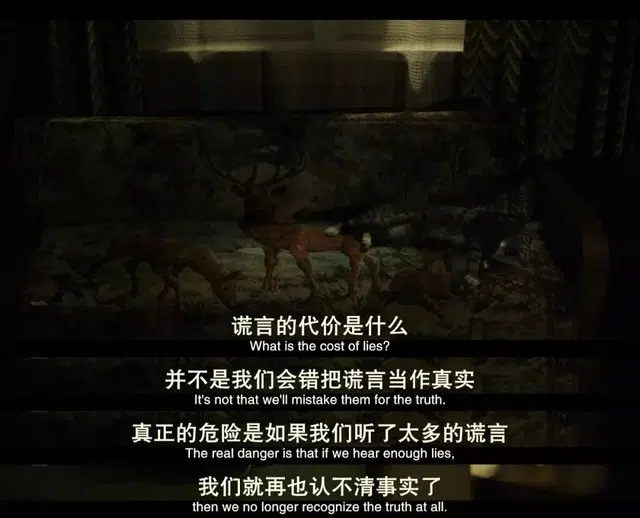 谎言的代价是什么
What is the cost of lies?
并不是我们会错把谎言当作真实
It's not that we'll mistake them for the truth.
真正的危险是如果我们听了太多的谎言
The real danger is that if we hear enough lies,
我们就再也认不清事实了
then we no longer recognize the truth at all.